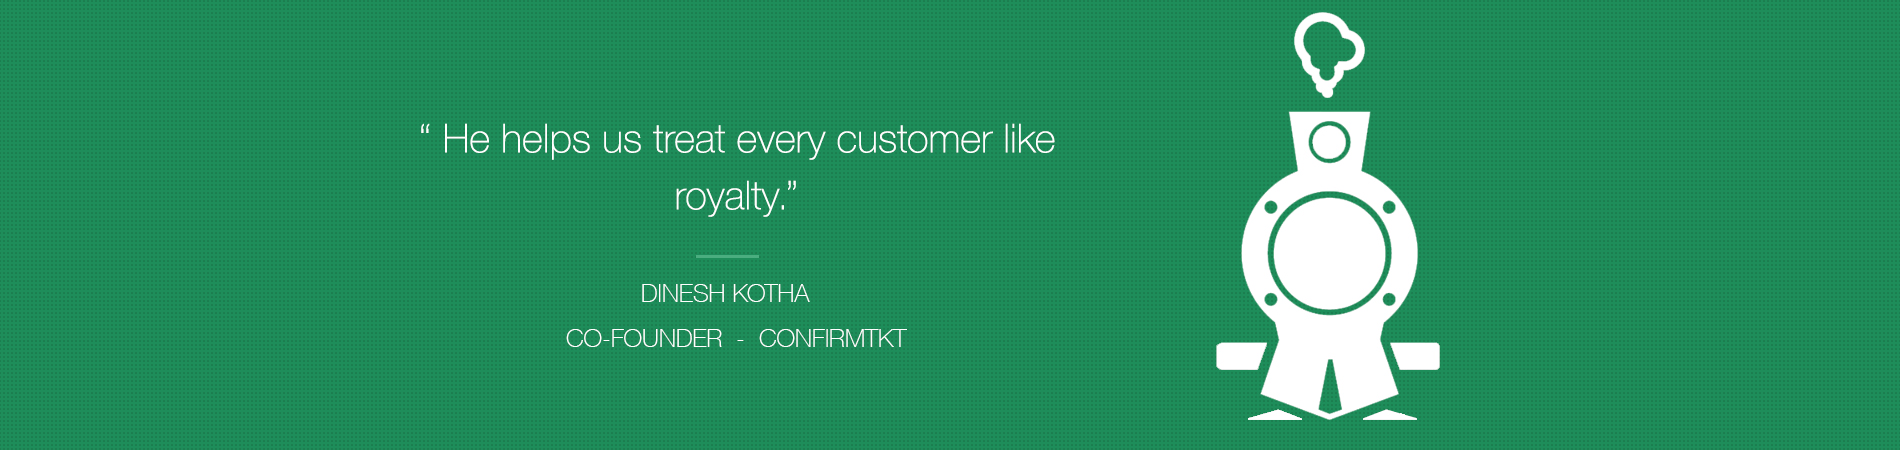 “ He helps us treat every customer like
royalty.”
DINESH KOTHA
CO-FOUNDER - CONFIRMTKT